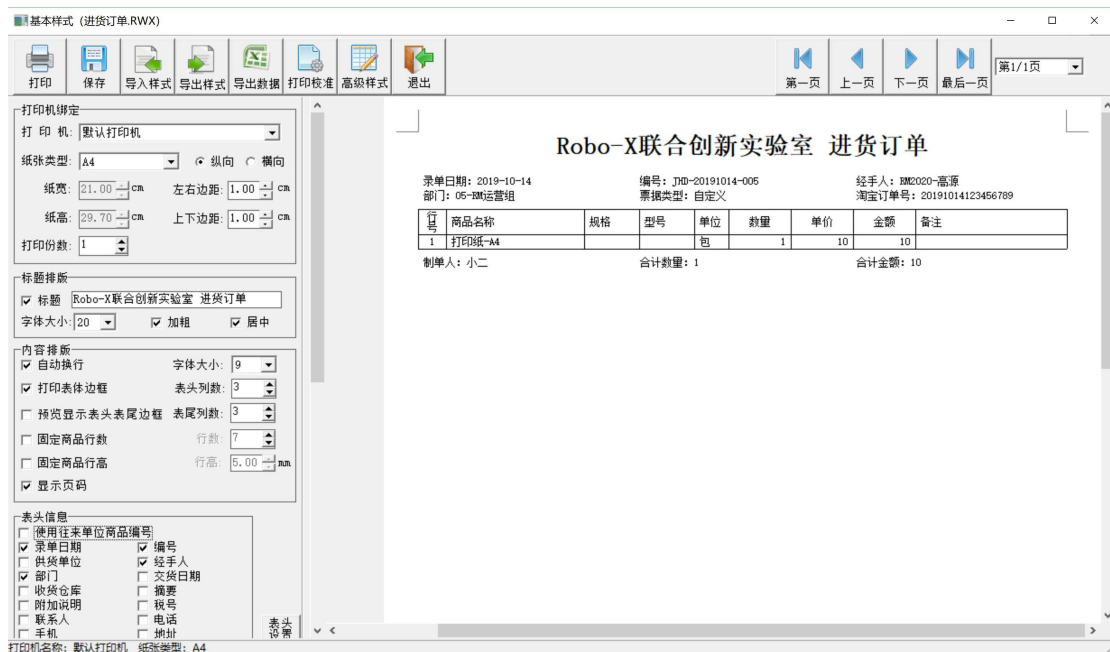 基本样式 (进货订单.RWX)
打印 保存 导入样式 导出样式 导出数据 打印校准 高级样式 退出 第一页 上一页 下一页 最后一页 第1/1页
打印机绑定
打 印 机: 默认打印机
纸张类型: A4 纵向 横向
纸宽: 21.00 cm 左右边距: 1.00 cm
纸高: 29.70 cm 上下边距: 1.00 cm
打印份数: 1
标题排版
标题 Robo-X联合创新实验室 进货订单
字体大小: 20 加粗 居中
内容排版
自动换行 字体大小: 9
打印表体边框 表头列数: 3
预览显示表头表尾边框 表尾列数: 3
固定商品行数 行数: 7
固定商品行高 行高: 5.00 mm
显示页码
表头信息
使用往来单位商品编号
录单日期 编号
供货单位 经手人
部门 交货日期
收货仓库 摘要
附加说明 税号
联系人 电话
手机 地址
表头设置
Robo-X联合创新实验室 进货订单
录单日期: 2019-10-14 编号: JHD-20191014-005 经手人: RM2020-高源
部门: 05-RM运营组 票据类型: 自定义 淘宝订单号: 20191014123456789
行号 商品名称 规格 型号 单位 数量 单价 金额 备注
1 打印纸-A4 包 1 10 10
制单人: 小二 合计数量: 1 合计金额: 10
打印机名称: 默认打印机 纸张类型: A4